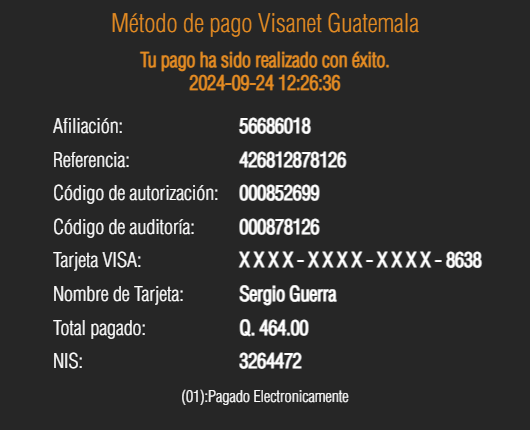 Método de pago Visanet Guatemala
Tu pago ha sido realizado con éxito.
2024-09-24 12:26:36
Afiliación: 56686018
Referencia: 426812878126
Código de autorización: 000852699
Código de auditoría: 000878126
Tarjeta VISA: XXXX-XXXX-XXXX-8638
Nombre de Tarjeta: Sergio Guerra
Total pagado: Q. 464.00
NIS: 3264472
(01):Pagado Electronicamente